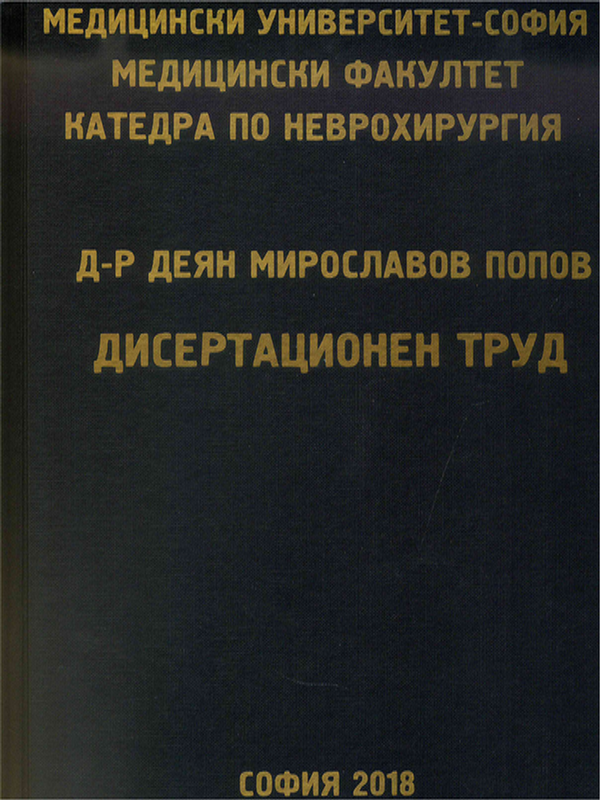 МЕДИЦИНСКИ УНИВЕРСИТЕТ-СОФИЯ
МЕДИЦИНСКИ ФАКУЛТЕТ
КАТЕДРА ПО НЕВРОХИРУРГИЯ
Д-Р ДЕЯН МИРОСЛАВОВ ПОПОВ
ДИСЕРТАЦИОНЕН ТРУД
СОФИЯ 2018